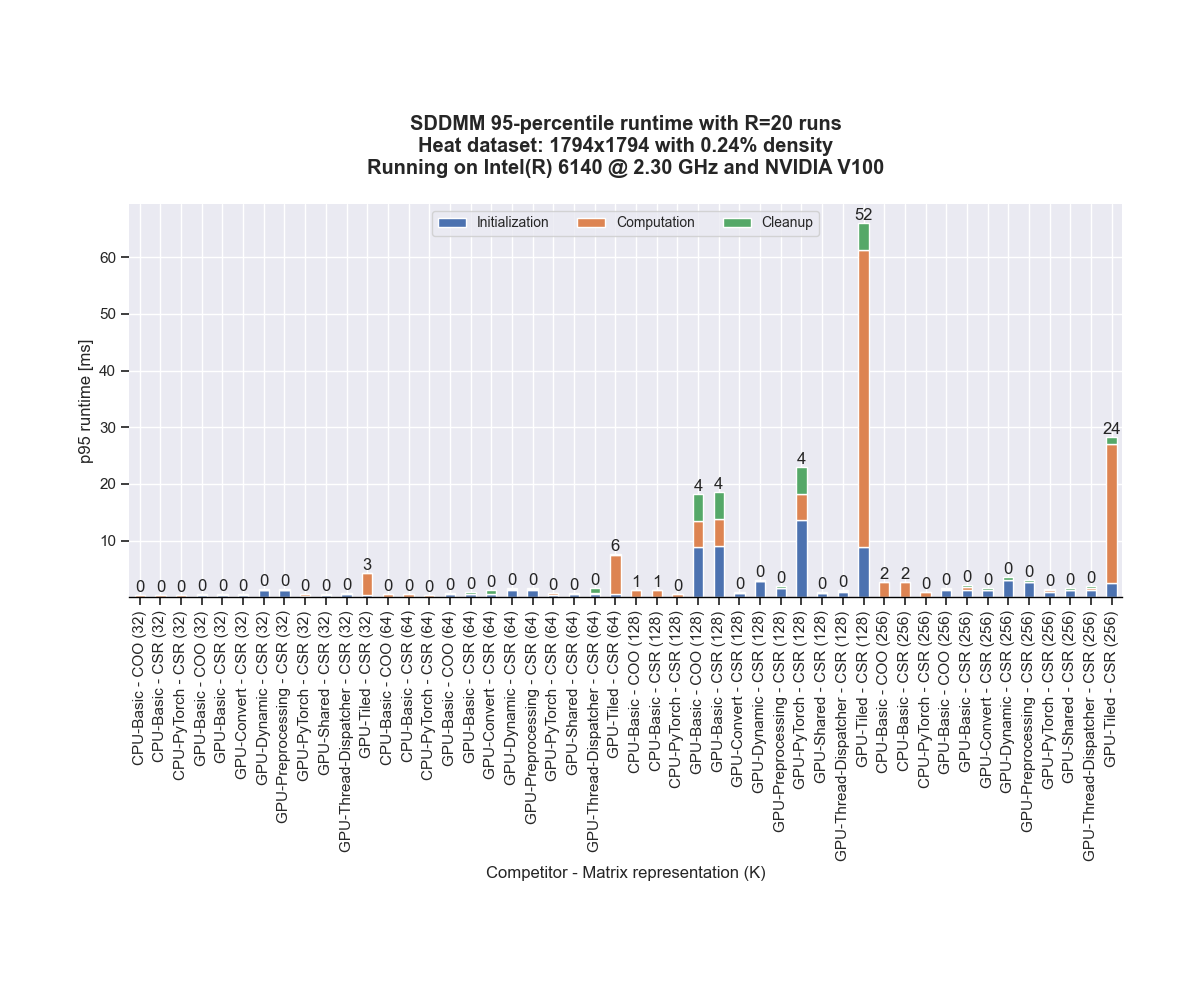 SDDMM 95-percentile runtime with R=20 runs
Heat dataset: 1794x1794 with 0.24% density
Running on Intel(R) 6140 @ 2.30 GHz and NVIDIA V100
Initialization Computation Cleanup
p95 runtime [ms]
60
50
40
30
20
10
0 0 0 0 0 0 0 0 0 0 0 3 0 0 0 0 0 0 0 0 0 0 0 6 1 1 0 4 4 0 0 0 4 0 0 52 2 2 0 0 0 0 0 0 0 0 0 24
CPU-Basic - COO (32)
CPU-Basic - CSR (32)
CPU-PyTorch - CSR (32)
GPU-Basic - COO (32)
GPU-Basic - CSR (32)
GPU-Convert - CSR (32)
GPU-Dynamic - CSR (32)
GPU-Preprocessing - CSR (32)
GPU-PyTorch - CSR (32)
GPU-Shared - CSR (32)
GPU-Thread-Dispatcher - CSR (32)
GPU-Tiled - CSR (32)
CPU-Basic - COO (64)
CPU-Basic - CSR (64)
CPU-PyTorch - CSR (64)
GPU-Basic - COO (64)
GPU-Basic - CSR (64)
GPU-Convert - CSR (64)
GPU-Dynamic - CSR (64)
GPU-Preprocessing - CSR (64)
GPU-PyTorch - CSR (64)
GPU-Shared - CSR (64)
GPU-Thread-Dispatcher - CSR (64)
GPU-Tiled - CSR (64)
CPU-Basic - COO (128)
CPU-Basic - CSR (128)
CPU-PyTorch - CSR (128)
GPU-Basic - COO (128)
GPU-Basic - CSR (128)
GPU-Convert - CSR (128)
GPU-Dynamic - CSR (128)
GPU-Preprocessing - CSR (128)
GPU-PyTorch - CSR (128)
GPU-Shared - CSR (128)
GPU-Thread-Dispatcher - CSR (128)
GPU-Tiled - CSR (128)
CPU-Basic - COO (256)
CPU-Basic - CSR (256)
CPU-PyTorch - CSR (256)
GPU-Basic - COO (256)
GPU-Basic - CSR (256)
GPU-Convert - CSR (256)
GPU-Dynamic - CSR (256)
GPU-Preprocessing - CSR (256)
GPU-PyTorch - CSR (256)
GPU-Shared - CSR (256)
GPU-Thread-Dispatcher - CSR (256)
GPU-Tiled - CSR (256)
Competitor - Matrix representation (K)